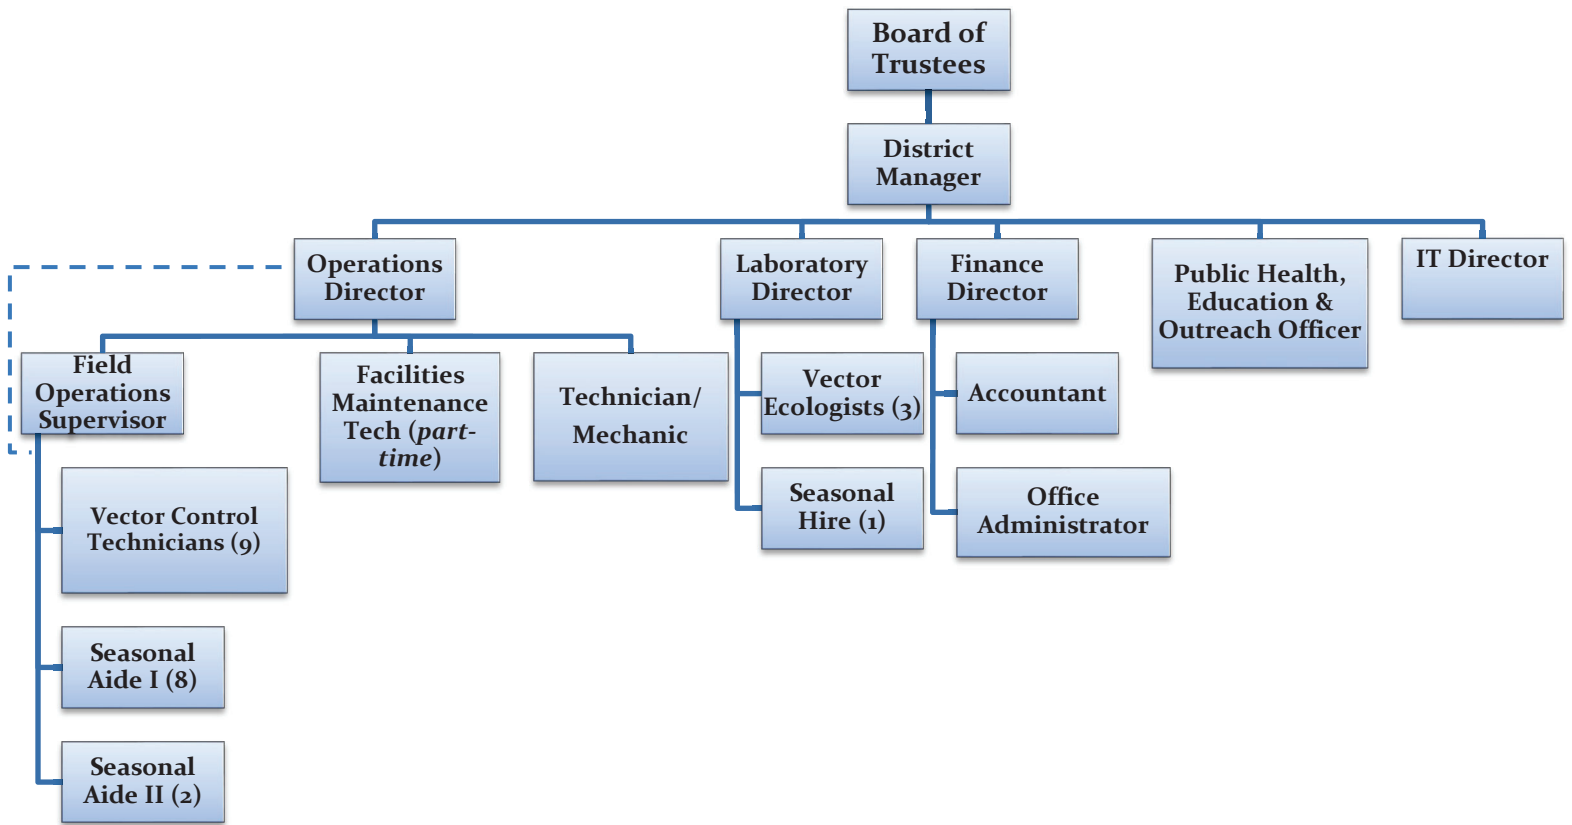 Board of
Trustees
District
Manager
Operations
Director
Laboratory
Director
Finance
Director
Public Health,
Education &
Outreach Officer
IT Director
Field
Operations
Supervisor
Facilities
Maintenance
Tech (part-
time)
Technician/
Mechanic
Vector
Ecologists (3)
Accountant
Vector Control
Technicians (9)
Seasonal
Hire (1)
Office
Administrator
Seasonal
Aide I (8)
Seasonal
Aide II (2)